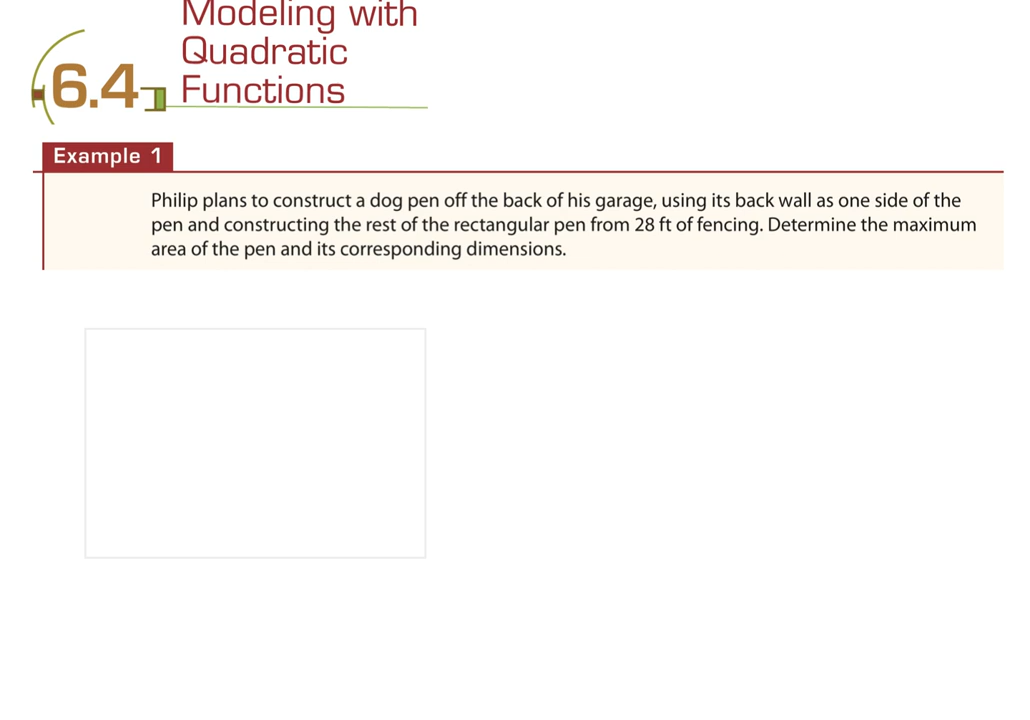 Modeling with
Quadratic
6.4 Functions
Example 1
Philip plans to construct a dog pen off the back of his garage, using its back wall as one side of the
pen and constructing the rest of the rectangular pen from 28 ft of fencing. Determine the maximum
area of the pen and its corresponding dimensions.